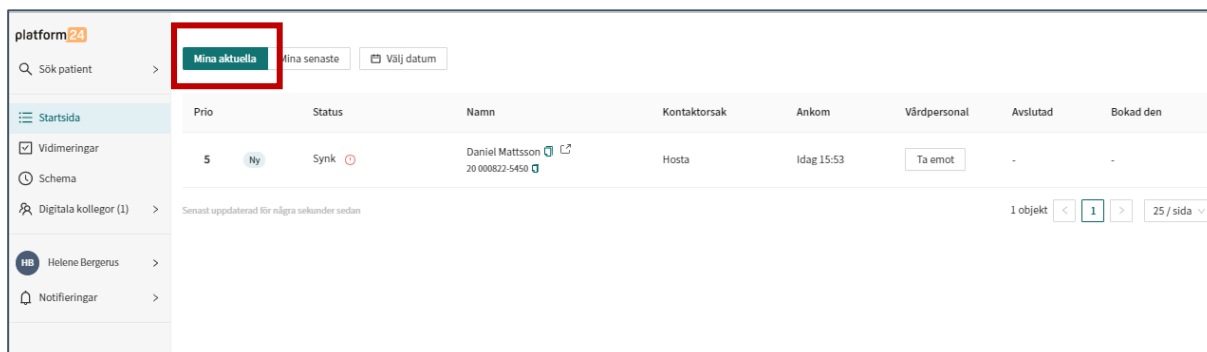 platform24
Sök patient
Startsida
Vidimeringar
Schema
Digitala kollegor (1)
HB Helene Bergerus
Notifieringar
Mina aktuella Mina senaste Välj datum
Prio Status Namn Kontaktorsak Ankom Vårdpersonal Avslutad Bokad den
5 Ny Synk Daniel Mattsson Hosta Idag 15:53 Ta emot - -
20 000822-5450
Senast uppdaterad för några sekunder sedan 1 objekt < 1 > 25 / sida